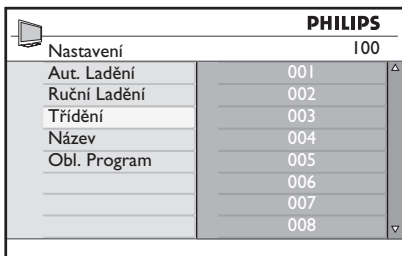 PHILIPS
Nastavení 100
Aut. Ladění 001
Ruční Ladění 002
Třídění 003
Název 004
Obl. Program 005
006
007
008